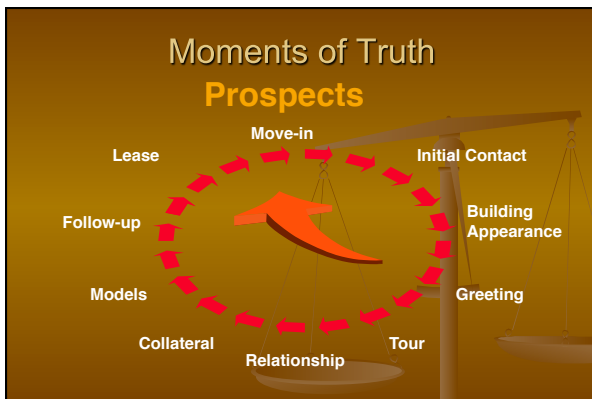 Moments of Truth
Prospects
Move-in
Lease
Initial Contact
Follow-up
Building
Appearance
Models
Greeting
Collateral
Tour
Relationship